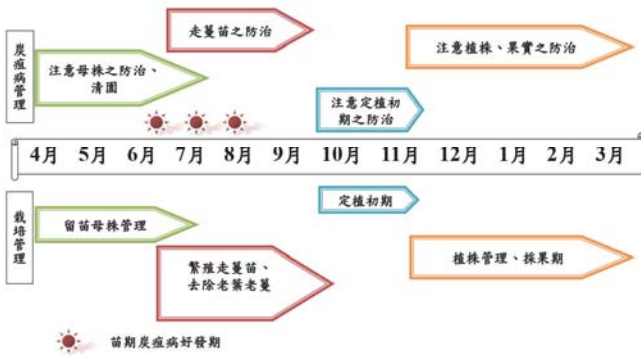 炭疽病管理
走蔓苗之防治
注意母株之防治、
清園
注意植株、果實之防治
注意定植初
期之防治
4月 5月 6月 7月 8月 9月 10月 11月 12月 1月 2月 3月
栽培管理
定植初期
留苗母株管理
繁殖走蔓苗、
去除老葉老蔓
植株管理、採果期
苗期炭疽病好發期